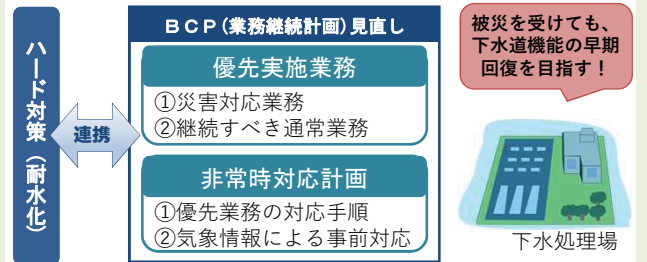 ハード対策（耐水化）
連携
ＢＣＰ（業務継続計画）見直し
優先実施業務
①災害対応業務
②継続すべき通常業務
非常時対応計画
①優先業務の対応手順
②気象情報による事前対応
被災を受けても、
下水道機能の早期
回復を目指す！
下水処理場